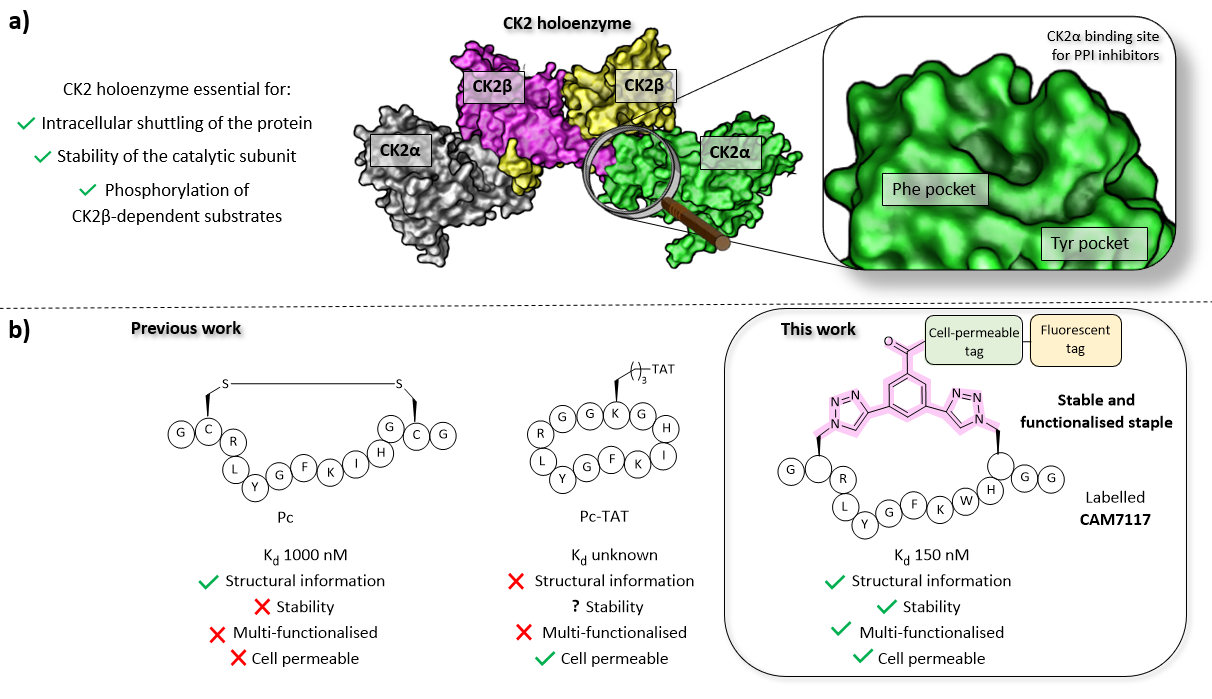 a)
CK2 holoenzyme
CK2 holoenzyme essential for:
Intracellular shuttling of the protein
Stability of the catalytic subunit
Phosphorylation of
CK2β-dependent substrates
CK2β
CK2β
CK2α
CK2α
CK2α binding site
for PPI inhibitors
Phe pocket
Tyr pocket
b)
Previous work
S
S
G
C
R
L
Y
G
F
K
I
H
G
C
G
Pc
Kd 1000 nM
Structural information
Stability
Multi-functionalised
Cell permeable
( )3 TAT
R
G
G
K
G
H
L
Y
G
F
K
I
Pc-TAT
Kd unknown
Structural information
? Stability
Multi-functionalised
Cell permeable
This work
Cell-permeable
tag
Fluorescent
tag
O
N
N
N
N
N
N
Stable and
functionalised staple
G
R
L
Y
G
F
K
W
H
G
G
Labelled
CAM7117
Kd 150 nM
Structural information
Stability
Multi-functionalised
Cell permeable